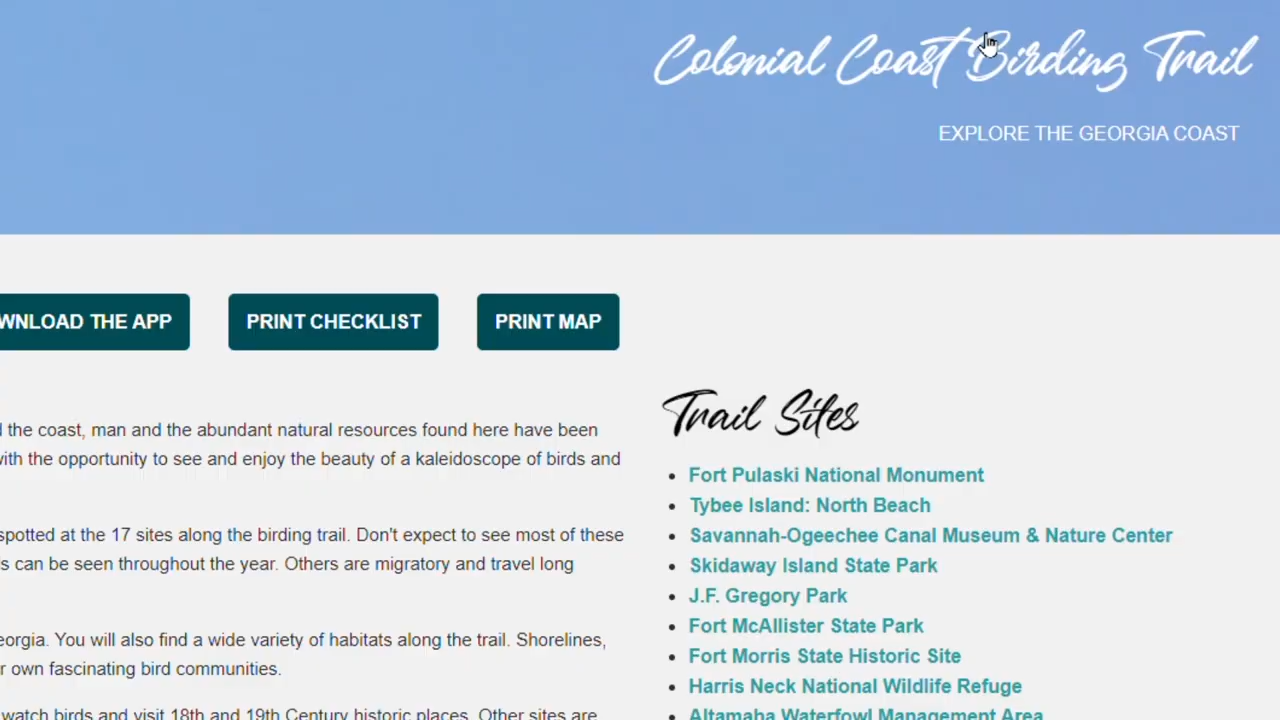 Colonial Coast Birding Trail
EXPLORE THE GEORGIA COAST
WNLOAD THE APP
PRINT CHECKLIST
PRINT MAP
the coast, man and the abundant natural resources found here have been
with the opportunity to see and enjoy the beauty of a kaleidoscope of birds and
spotted at the 17 sites along the birding trail. Don't expect to see most of these
s can be seen throughout the year. Others are migratory and travel long
eorgia. You will also find a wide variety of habitats along the trail. Shorelines,
r own fascinating bird communities.
watch birds and visit 18th and 19th Century historic places. Other sites are
Trail Sites
• Fort Pulaski National Monument
• Tybee Island: North Beach
• Savannah-Ogeechee Canal Museum & Nature Center
• Skidaway Island State Park
• J.F. Gregory Park
• Fort McAllister State Park
• Fort Morris State Historic Site
• Harris Neck National Wildlife Refuge
• Altamaha Waterfowl Management Area